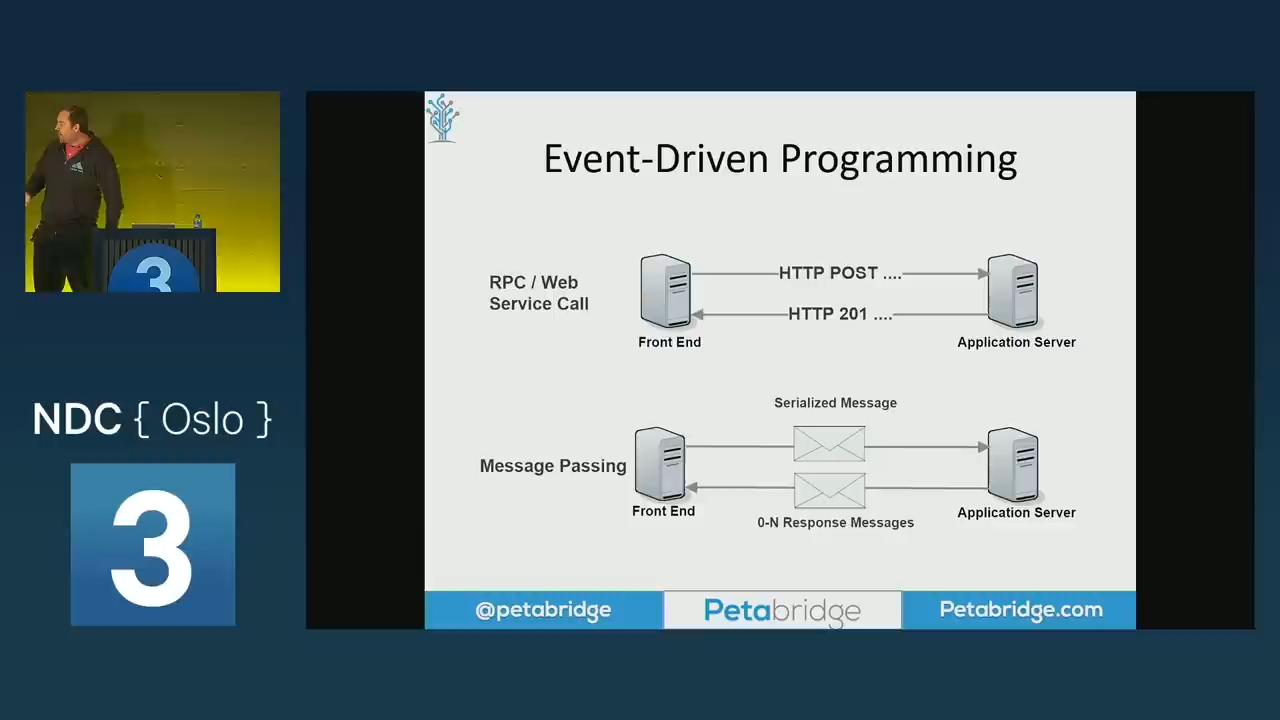 3
NDC { Oslo }
3
Event-Driven Programming
RPC / Web
Service Call
HTTP POST ....
HTTP 201 ....
Front End
Application Server
Serialized Message
Message Passing
Front End
Application Server
0-N Response Messages
@petabridge
Petabridge
Petabridge.com